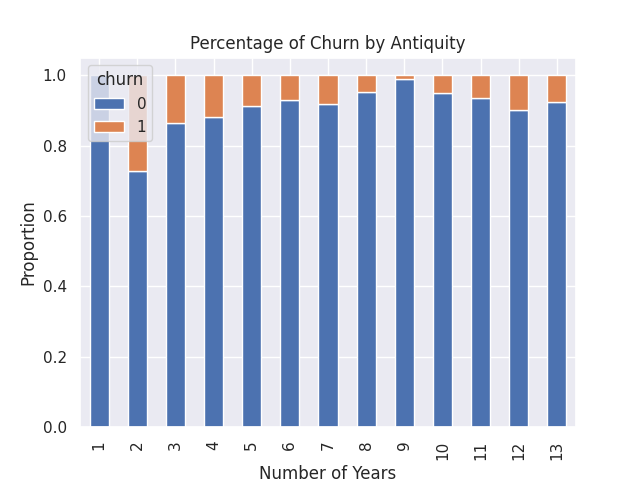 Percentage of Churn by Antiquity
churn
0
1
1.0
0.8
0.6
0.4
0.2
0.0
Proportion
1 2 3 4 5 6 7 8 9 10 11 12 13
Number of Years